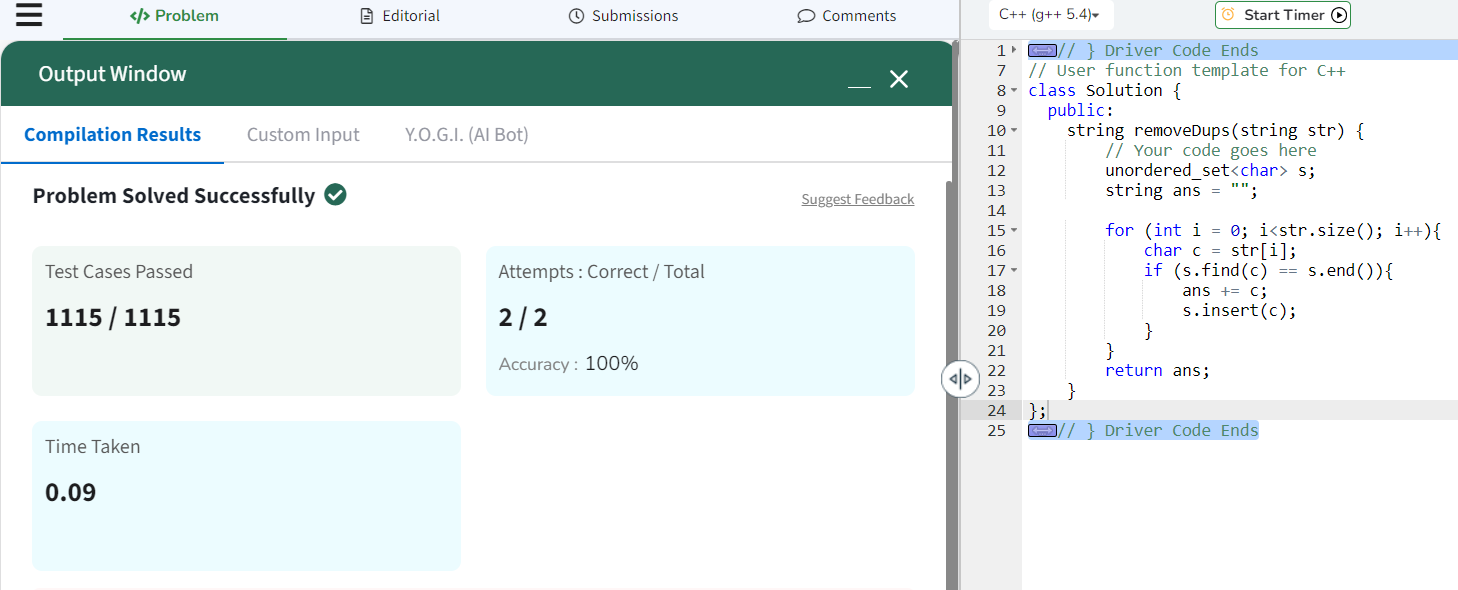 </> Problem
Editorial
Submissions
Comments
Output Window
Compilation Results
Custom Input
Y.O.G.I. (AI Bot)
Problem Solved Successfully
Suggest Feedback
Test Cases Passed
1115 / 1115
Attempts : Correct / Total
2 / 2
Accuracy : 100%
Time Taken
0.09
C++ (g++ 5.4)
Start Timer
1 // } Driver Code Ends
7 // User function template for C++
8 class Solution {
9   public:
10     string removeDups(string str) {
11         // Your code goes here
12         unordered_set<char> s;
13         string ans = "";
14
15         for (int i = 0; i<str.size(); i++){
16             char c = str[i];
17             if (s.find(c) == s.end()){
18                 ans += c;
19                 s.insert(c);
20             }
21         }
22         return ans;
23     }
24 };
25 // } Driver Code Ends